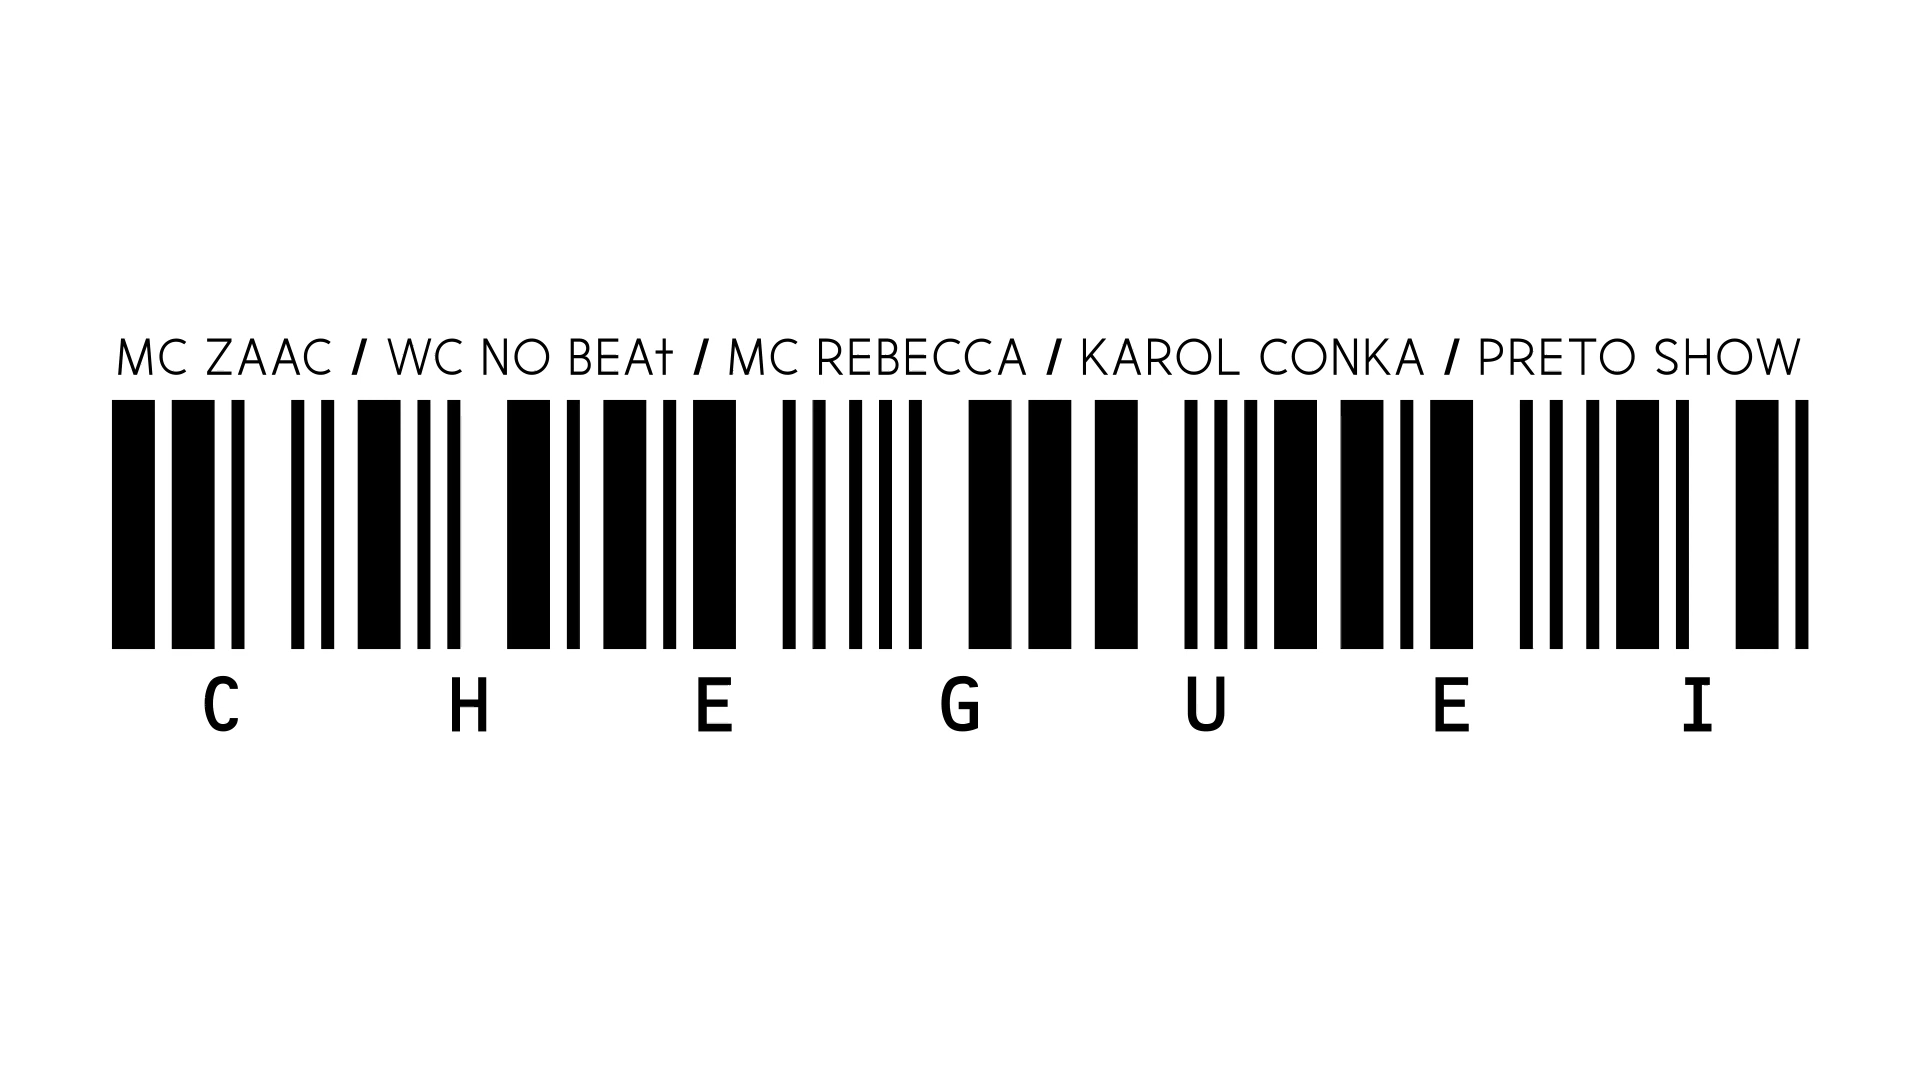 MC ZAAC / WC NO BEAt / MC REBECCA / KAROL CONKA / PRETO SHOW
C H E G U E I